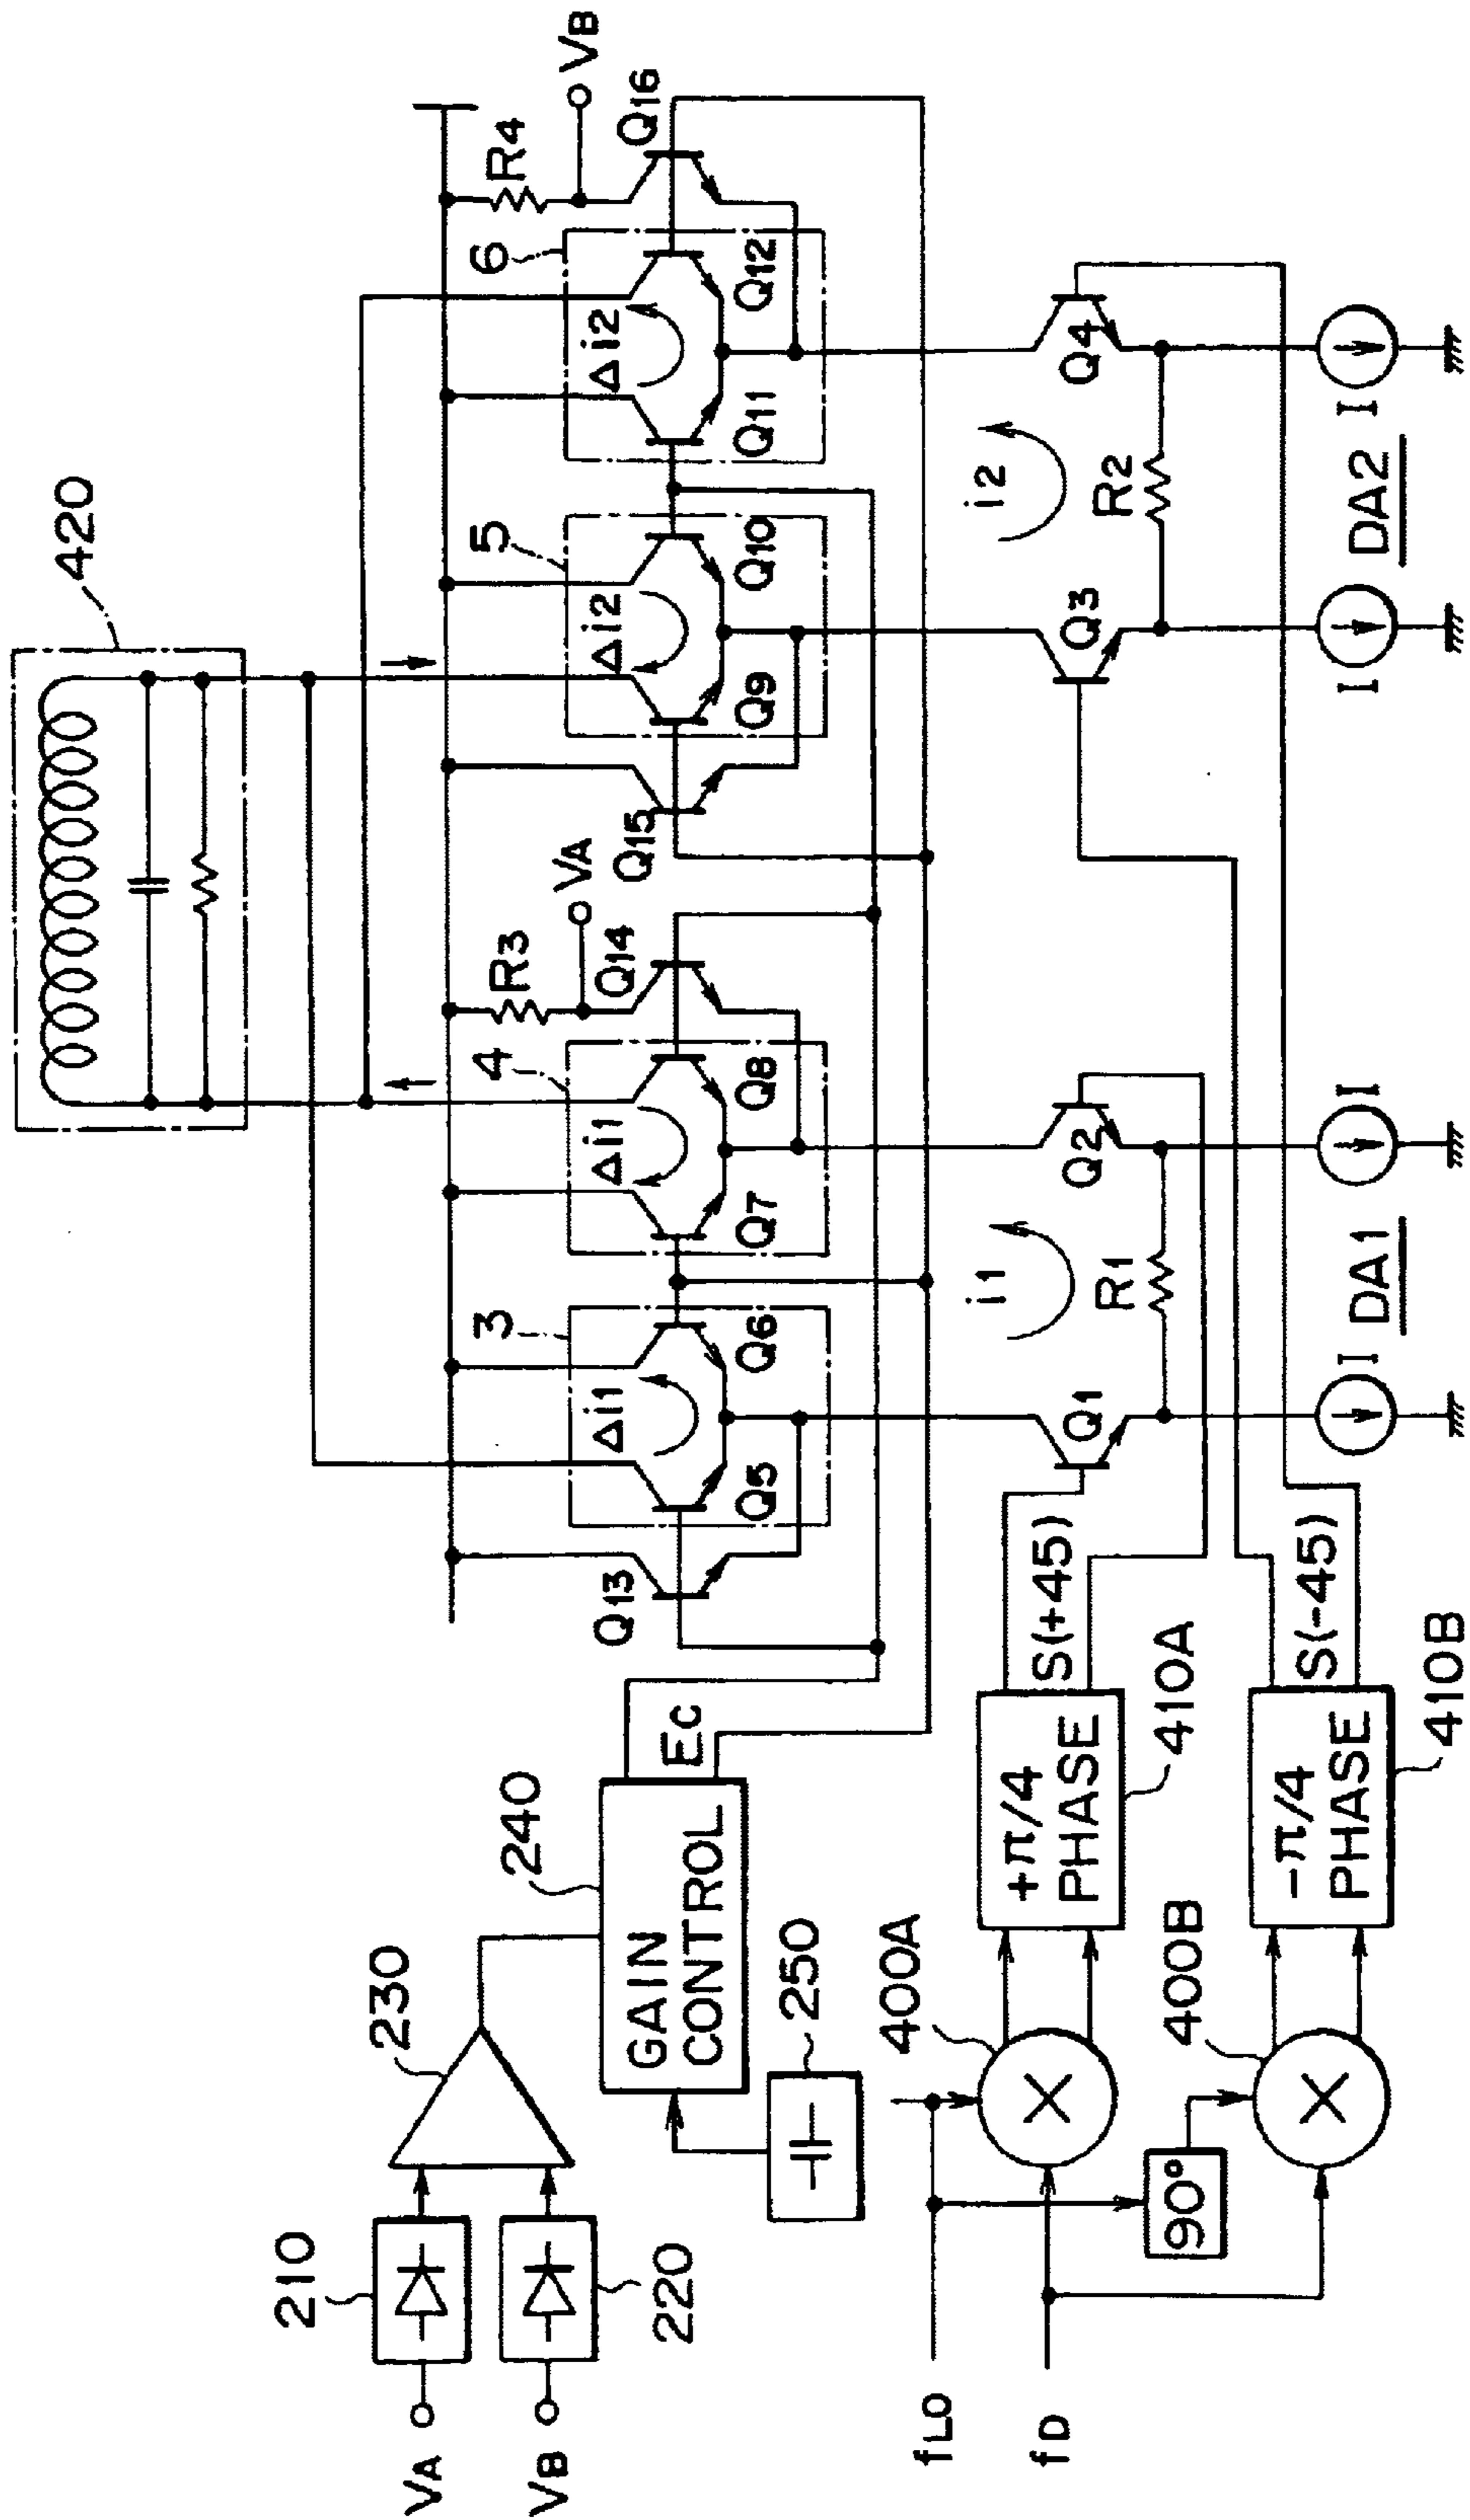 420
VA
VB
210
220
230
240
GAIN
CONTROL
EC
250
Q13
3
Δi1
Q5
Q6
4
Δi1
Q7
Q8
R3
VA
Q14
Q15
5
Δi2
Q9
Q10
6
Δi2
Q11
Q12
R4
VB
Q16
fLO
fD
400A
400B
90°
+π/4
PHASE
410A
-π/4
PHASE
410B
S(+45)
S(-45)
Q1
i1
R1
Q2
I
DA1
I
Q3
i2
R2
Q4
I
DA2
I